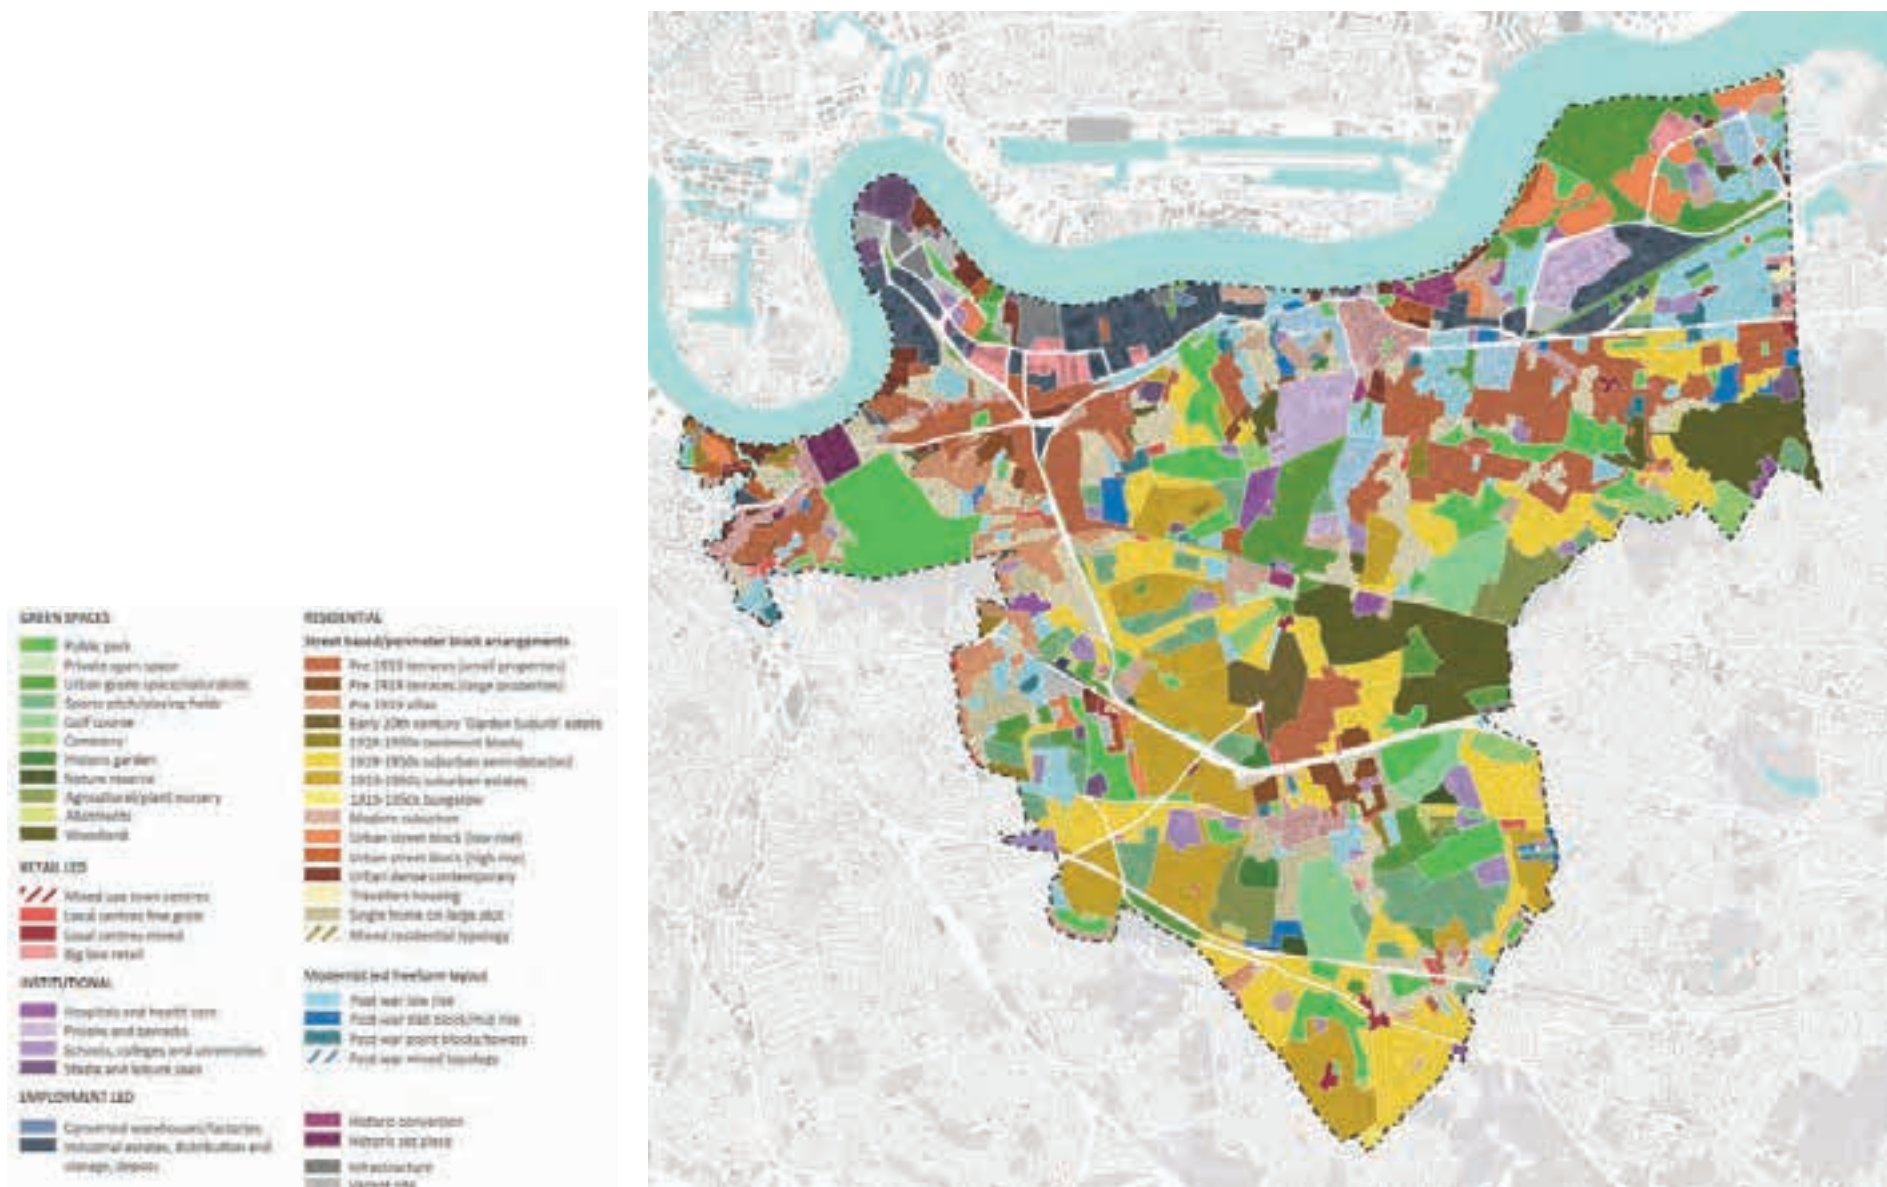 GREEN SPACES
Public park
Private open space
Urban green space/naturalistic
Sports pitch/playing fields
Golf course
Cemetery
Historic garden
Nature reserve
Agricultural/plant nursery
Allotments
Woodland
RETAIL LED
Mixed use town centres
Local centres fine grain
Local centres mixed
Big box retail
INSTITUTIONAL
Hospitals and health care
Prisons and barracks
Schools, colleges and universities
Stadia and leisure uses
EMPLOYMENT LED
Converted warehouses/factories
Industrial estates, distribution and
storage, depots
RESIDENTIAL
Street based/perimeter block arrangements
Pre 1919 terraces (small properties)
Pre 1919 terraces (large properties)
Pre 1919 villas
Early 20th century 'Garden Suburb' estate
1919-1950s tenement blocks
1919-1950s suburban semi-detached
1919-1950s suburban estates
1919-1950s bungalow
Modern suburban
Urban street block (low rise)
Urban street block (high rise)
Urban dense contemporary
Travellers housing
Single home on large plot
Mixed residential typology
Modernist led freeform layout
Post war low rise
Post war slab block/mid rise
Post war point blocks/towers
Post war mixed typology
Historic conversion
Historic set piece
Infrastructure
Vacant site